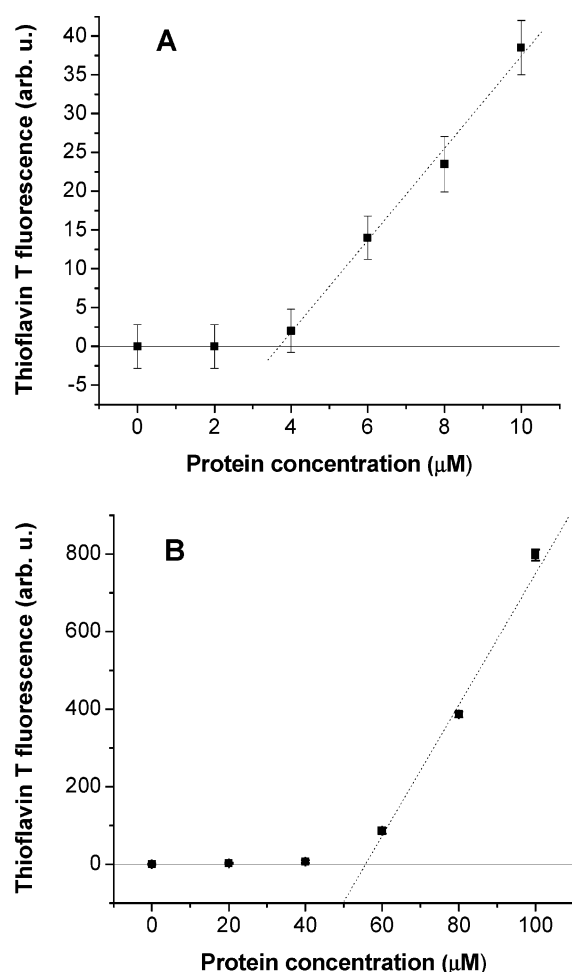 A
Thioflavin T fluorescence (arb. u.)
40
35
30
25
20
15
10
5
0
-5
0 2 4 6 8 10
Protein concentration (μM)
B
Thioflavin T fluorescence (arb. u.)
800
600
400
200
0
0 20 40 60 80 100
Protein concentration (μM)